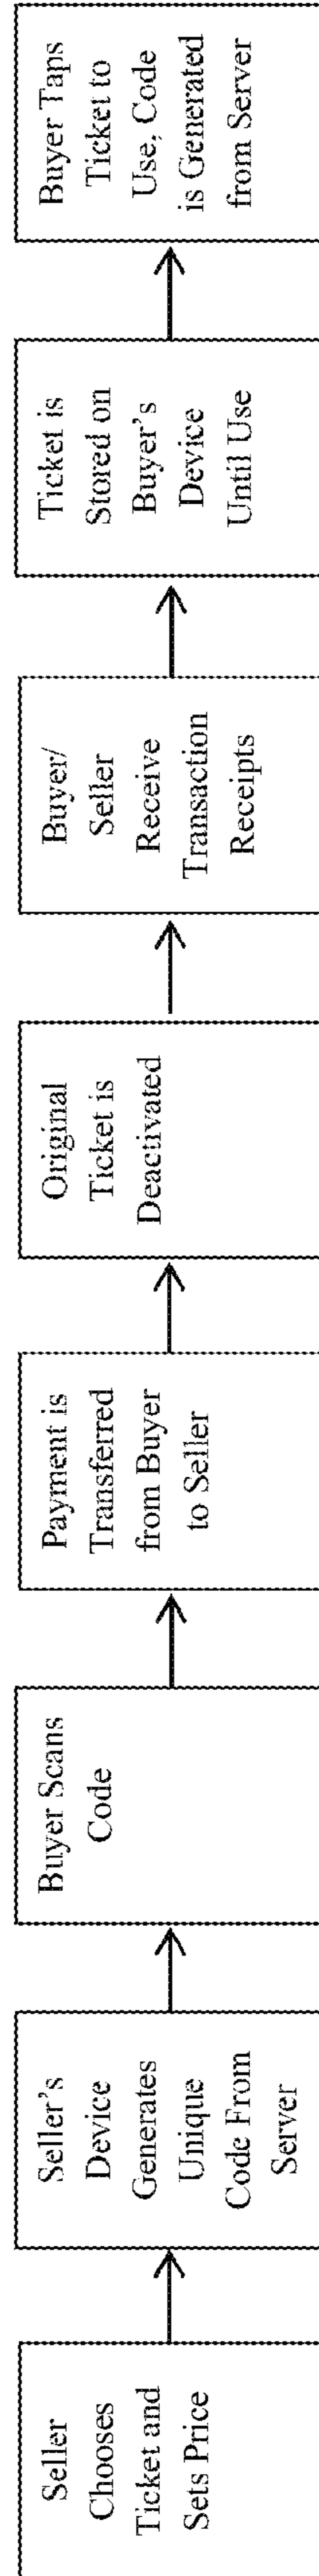 Seller
Chooses
Ticket and
Sets Price
Seller's
Device
Generates
Unique
Code From
Server
Buyer Scans
Code
Payment is
Transferred
from Buyer
to Seller
Original
Ticket is
Deactivated
Buyer/
Seller
Receive
Transaction
Receipts
Ticket is
Stored on
Buyer's
Device
Until Use
Buyer Taps
Ticket to
Use, Code
is Generated
from Server